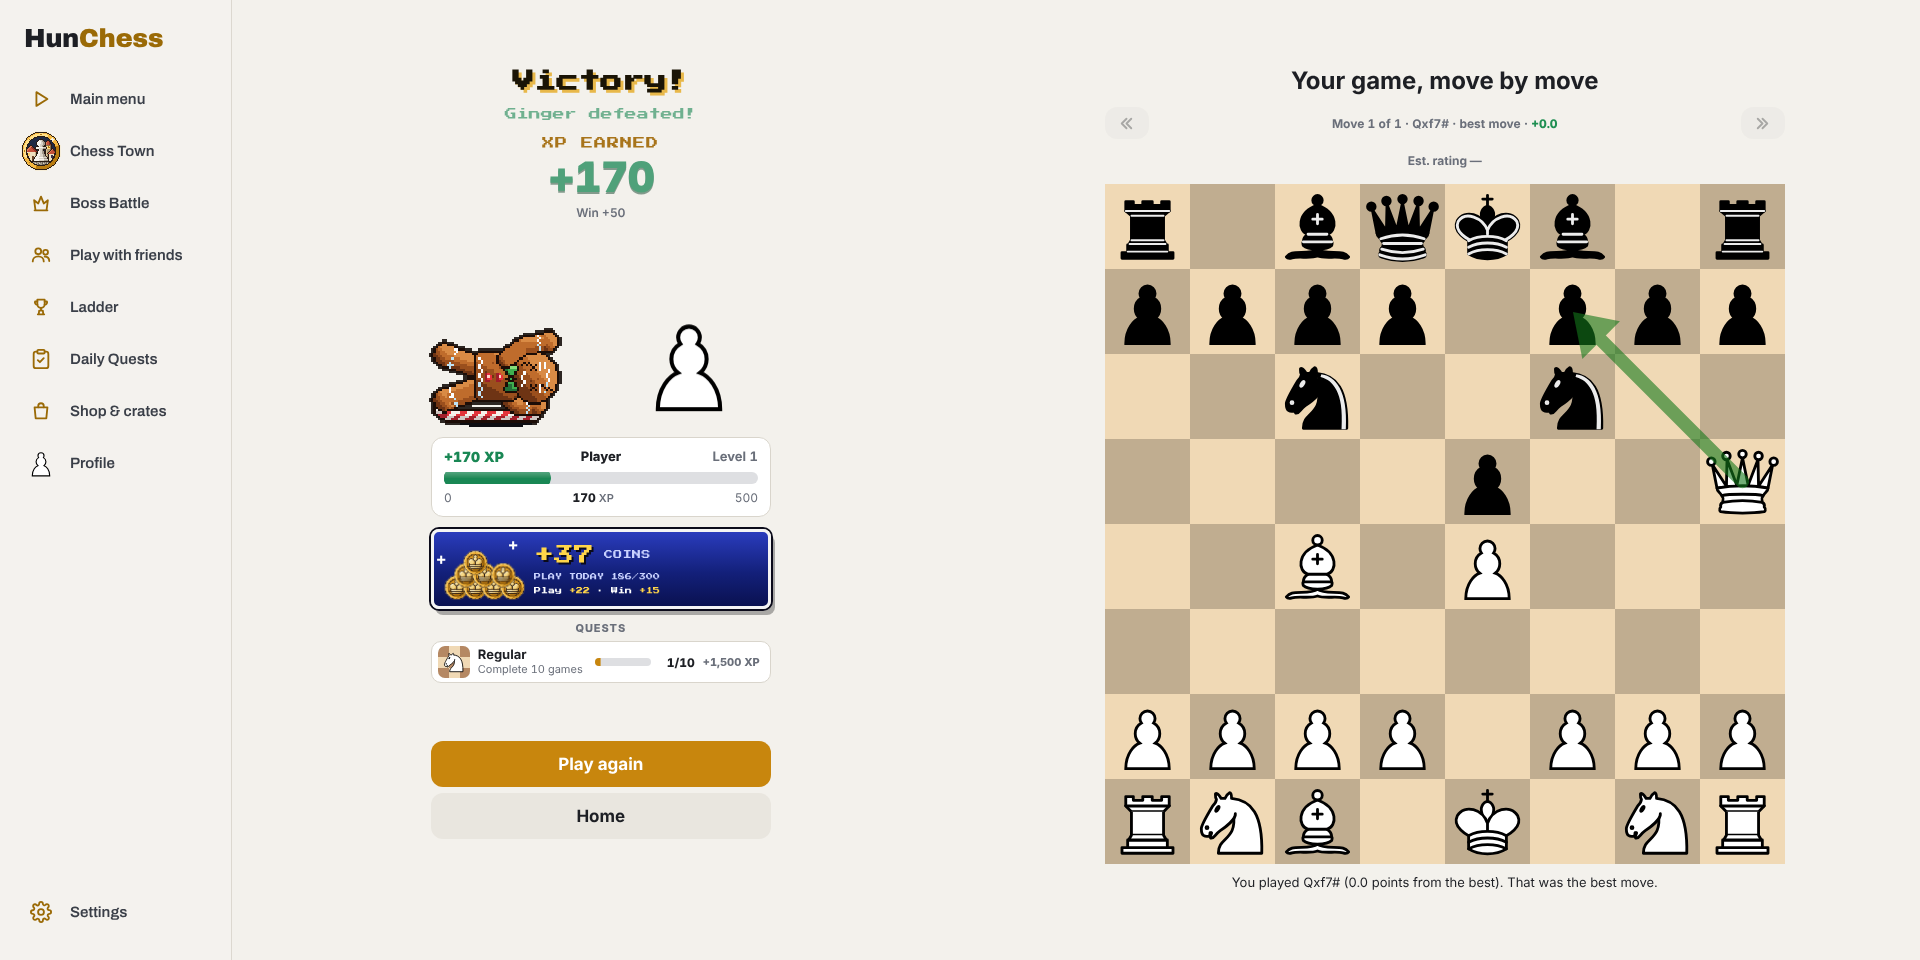 HunChess
Main menu
Chess Town
Boss Battle
Play with friends
Ladder
Daily Quests
Shop & crates
Profile
Settings
Victory!
Ginger defeated!
XP EARNED
+170
Win +50
+170 XP Player Level 1
0 170 XP 500
+37 COINS
PLAY TODAY 186/300
Play +22 · Win +15
QUESTS
Regular
Complete 10 games
1/10 +1,500 XP
Play again
Home
Your game, move by move
Move 1 of 1 · Qxf7# · best move · +0.0
Est. rating —
You played Qxf7# (0.0 points from the best). That was the best move.